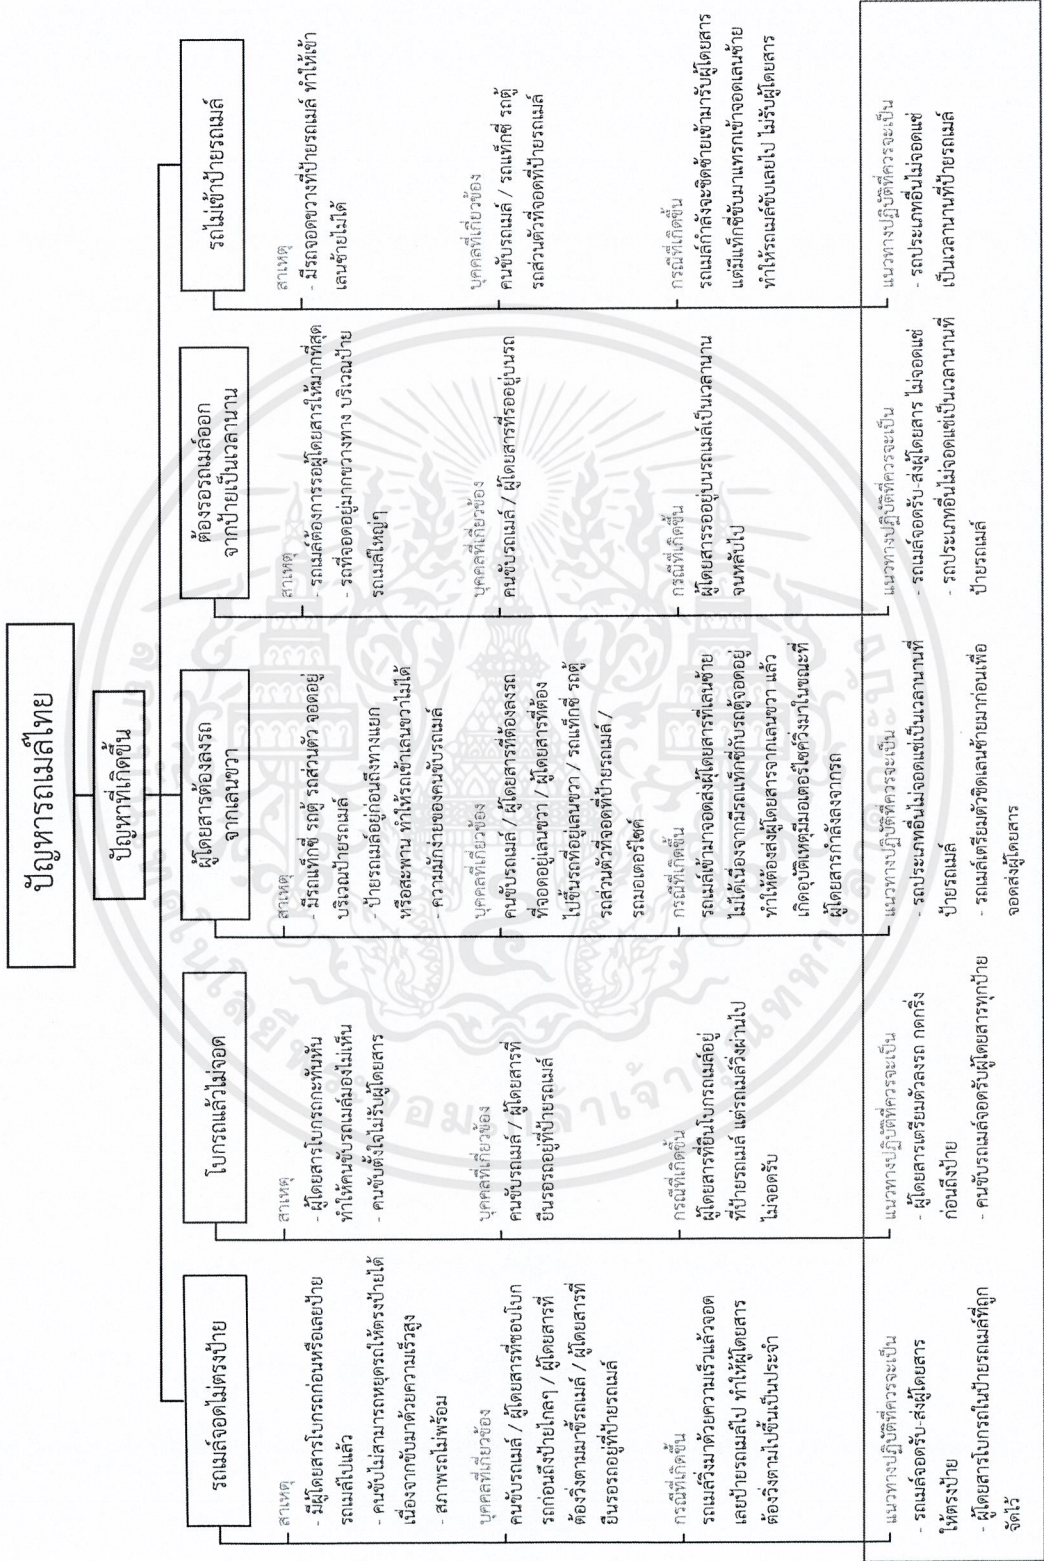 ปัญหารถเมล์ไทย
ปัญหาที่เกิดขึ้น
รถเมล์จอดไม่ตรงป้าย
สาเหตุ
- มีผู้โดยสารโบกรถก่อนหรือเลยป้าย
รถเมล์ไปแล้ว
- คนขับไม่สามารถหยุดรถให้ตรงป้ายได้
เนื่องจากขับมาด้วยความเร็วสูง
- สภาพรถไม่พร้อม
บุคคลที่เกี่ยวข้อง
คนขับรถเมล์ / ผู้โดยสารที่ชอบโบก
รถก่อนถึงป้ายไกลๆ / ผู้โดยสารที่
ต้องวิ่งตามมาขึ้รถเมล์ / ผู้โดยสารที่
ยืนรอรถอยู่ที่ป้ายรถเมล์
กรณีที่เกิดขึ้น
รถเมล์วิ่งมาด้วยความเร็วแล้วจอด
เลยป้ายรถเมล์ไป ทำให้ผู้โดยสาร
ต้องวิ่งตามไปขึ้นเป็นประจำ
แนวทางปฏิบัติที่ควรจะเป็น
- รถเมล์จอดรับ-ส่งผู้โดยสาร
ให้ตรงป้าย
- ผู้โดยสารโบกรถในป้ายรถเมล์ที่ถูก
จัดไว้
โบกรถแล้วไม่จอด
สาเหตุ
- ผู้โดยสารโบกรถกะทันหัน
ทำให้คนขับรถเมล์มองไม่เห็น
- คนขับตั้งใจไม่รับผู้โดยสาร
บุคคลที่เกี่ยวข้อง
คนขับรถเมล์ / ผู้โดยสารที่
ยืนรอรถอยู่ที่ป้ายรถเมล์
กรณีที่เกิดขึ้น
ผู้โดยสารที่ยืนโบกรถเมล์อยู่
ที่ป้ายรถเมล์ แต่รถเมล์วิ่งผ่านไป
ไม่จอดรับ
แนวทางปฏิบัติที่ควรจะเป็น
- ผู้โดยสารเตรียมตัวลงรถ กดกริ่ง
ก่อนถึงป้าย
- คนขับรถเมล์จอดรับผู้โดยสารทุกป้าย
ผู้โดยสารต้องลงรถ
จากเลนขวา
สาเหตุ
- มีรถแท็กซี่ รถตู้ รถส่วนตัว จอดอยู่
บริเวณป้ายรถเมล์
- ป้ายรถเมล์อยู่ก่อนถึงทางแยก
หรือสะพาน ทำให้รถเข้าเลนขวาไม่ได้
- ความมักง่ายของคนขับรถเมล์
บุคคลที่เกี่ยวข้อง
คนขับรถเมล์ / ผู้โดยสารที่ต้องลงรถ
ที่จอดอยู่เลนขวา / ผู้โดยสารที่ต้อง
ไปขึ้นรถที่อยู่เลนขวา / รถแท็กซี่ รถตู้
รถส่วนตัวที่จอดที่ป้ายรถเมล์ /
รถมอเตอร์ไซค์
กรณีที่เกิดขึ้น
รถเมล์เข้ามาจอดส่งผู้โดยสารที่เลนซ้าย
ไม่ได้เนื่องจากมีรถแท็กซี่กับรถตู้จอดอยู่
ทำให้ต้องส่งผู้โดยสารจากเลนขวา แล้ว
เกิดอุบัติเหตุมีมอเตอร์ไซค์วิ่งมาในขณะที่
ผู้โดยสารกำลังลงจากรถ
แนวทางปฏิบัติที่ควรจะเป็น
- รถประเภทอื่นไม่จอดแช่เป็นเวลานานที่
ป้ายรถเมล์
- รถเมล์เตรียมตัวชิดเลนซ้ายมาก่อนเพื่อ
จอดส่งผู้โดยสาร
ต้องรอรถเมล์ออก
จากป้ายเป็นเวลานาน
สาเหตุ
- รถเมล์ต้องการรอผู้โดยสารให้มากที่สุด
- รถที่จอดอยู่มากขวางทาง บริเวณป้าย
รถเมล์ใหญ่ๆ
บุคคลที่เกี่ยวข้อง
คนขับรถเมล์ / ผู้โดยสารที่รออยู่บนรถ
กรณีที่เกิดขึ้น
ผู้โดยสารรออยู่บนรถเมล์เป็นเวลานาน
จนหลับไป
แนวทางปฏิบัติที่ควรจะเป็น
- รถเมล์จอดรับ-ส่งผู้โดยสาร ไม่จอดแช่
- รถประเภทอื่นไม่จอดแช่เป็นเวลานานที่
ป้ายรถเมล์
รถไม่เข้าป้ายรถเมล์
สาเหตุ
- มีรถจอดขวางที่ป้ายรถเมล์ ทำให้เข้า
เลนซ้ายไม่ได้
บุคคลที่เกี่ยวข้อง
คนขับรถเมล์ / รถแท็กซี่ รถตู้
รถส่วนตัวที่จอดที่ป้ายรถเมล์
กรณีที่เกิดขึ้น
รถเมล์กำลังจะชิดซ้ายเข้ามารับผู้โดยสาร
แต่มีแท็กซี่ขับมาแทรกเข้าจอดเลนซ้าย
ทำให้รถเมล์ขับเลยไป ไม่รับผู้โดยสาร
แนวทางปฏิบัติที่ควรจะเป็น
- รถประเภทอื่นไม่จอดแช่
เป็นเวลานานที่ป้ายรถเมล์